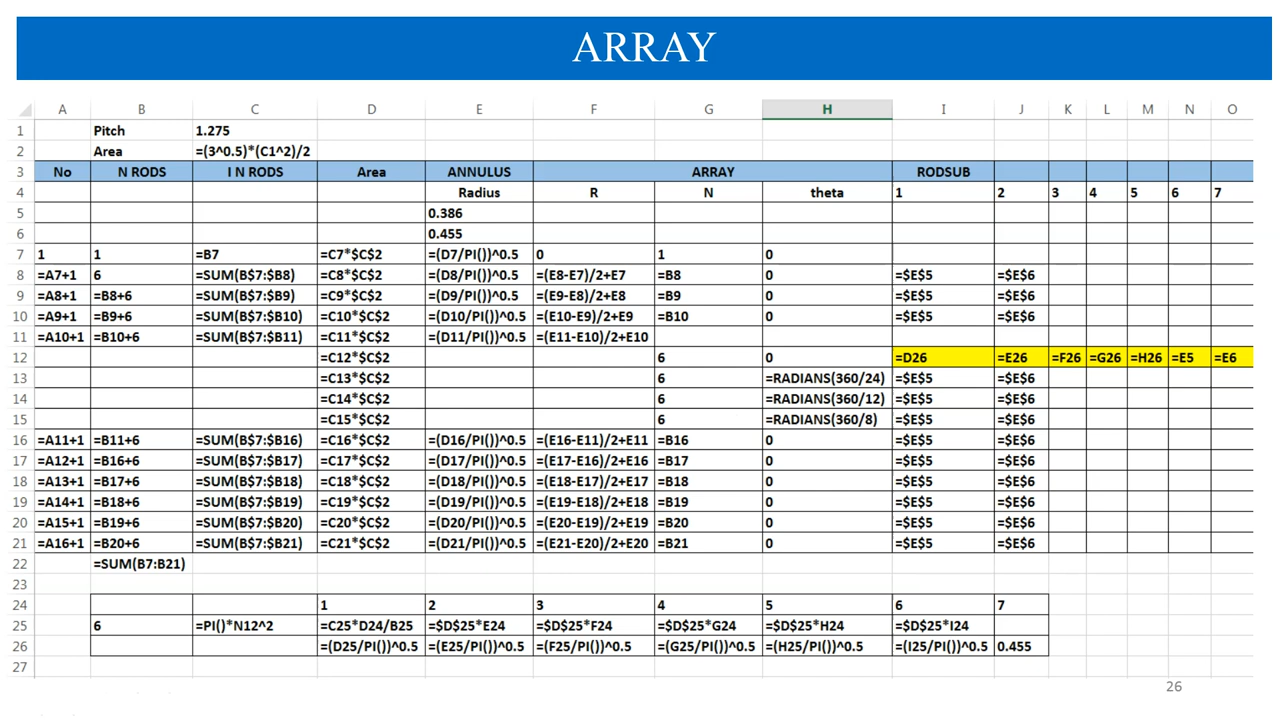 ARRAY
A B C D E F G H I J K L M N O
1 Pitch 1.275
2 Area =(3^0.5)*(C1^2)/2
3 No N RODS I N RODS Area ANNULUS ARRAY RODSUB
4 Radius R N theta 1 2 3 4 5 6 7
5 0.386
6 0.455
7 1 1 =B7 =C7*$C$2 =(D7/PI())^0.5 0 1 0
8 =A7+1 6 =SUM(B$7:$B8) =C8*$C$2 =(D8/PI())^0.5 =(E8-E7)/2+E7 =B8 0 =$E$5 =$E$6
9 =A8+1 =B8+6 =SUM(B$7:$B9) =C9*$C$2 =(D9/PI())^0.5 =(E9-E8)/2+E8 =B9 0 =$E$5 =$E$6
10 =A9+1 =B9+6 =SUM(B$7:$B10) =C10*$C$2 =(D10/PI())^0.5 =(E10-E9)/2+E9 =B10 0 =$E$5 =$E$6
11 =A10+1 =B10+6 =SUM(B$7:$B11) =C11*$C$2 =(D11/PI())^0.5 =(E11-E10)/2+E10
12 =C12*$C$2 6 0 =D26 =E26 =F26 =G26 =H26 =E5 =E6
13 =C13*$C$2 6 =RADIANS(360/24) =$E$5 =$E$6
14 =C14*$C$2 6 =RADIANS(360/12) =$E$5 =$E$6
15 =C15*$C$2 6 =RADIANS(360/8) =$E$5 =$E$6
16 =A11+1 =B11+6 =SUM(B$7:$B16) =C16*$C$2 =(D16/PI())^0.5 =(E16-E11)/2+E11 =B16 0 =$E$5 =$E$6
17 =A12+1 =B16+6 =SUM(B$7:$B17) =C17*$C$2 =(D17/PI())^0.5 =(E17-E16)/2+E16 =B17 0 =$E$5 =$E$6
18 =A13+1 =B17+6 =SUM(B$7:$B18) =C18*$C$2 =(D18/PI())^0.5 =(E18-E17)/2+E17 =B18 0 =$E$5 =$E$6
19 =A14+1 =B18+6 =SUM(B$7:$B19) =C19*$C$2 =(D19/PI())^0.5 =(E19-E18)/2+E18 =B19 0 =$E$5 =$E$6
20 =A15+1 =B19+6 =SUM(B$7:$B20) =C20*$C$2 =(D20/PI())^0.5 =(E20-E19)/2+E19 =B20 0 =$E$5 =$E$6
21 =A16+1 =B20+6 =SUM(B$7:$B21) =C21*$C$2 =(D21/PI())^0.5 =(E21-E20)/2+E20 =B21 0 =$E$5 =$E$6
22 =SUM(B7:B21)
23
24 1 2 3 4 5 6 7
25 6 =PI()*N12^2 =C25*D24/B25 =$D$25*E24 =$D$25*F24 =$D$25*G24 =$D$25*H24 =$D$25*I24
26 =(D25/PI())^0.5 =(E25/PI())^0.5 =(F25/PI())^0.5 =(G25/PI())^0.5 =(H25/PI())^0.5 =(I25/PI())^0.5 0.455
27
26